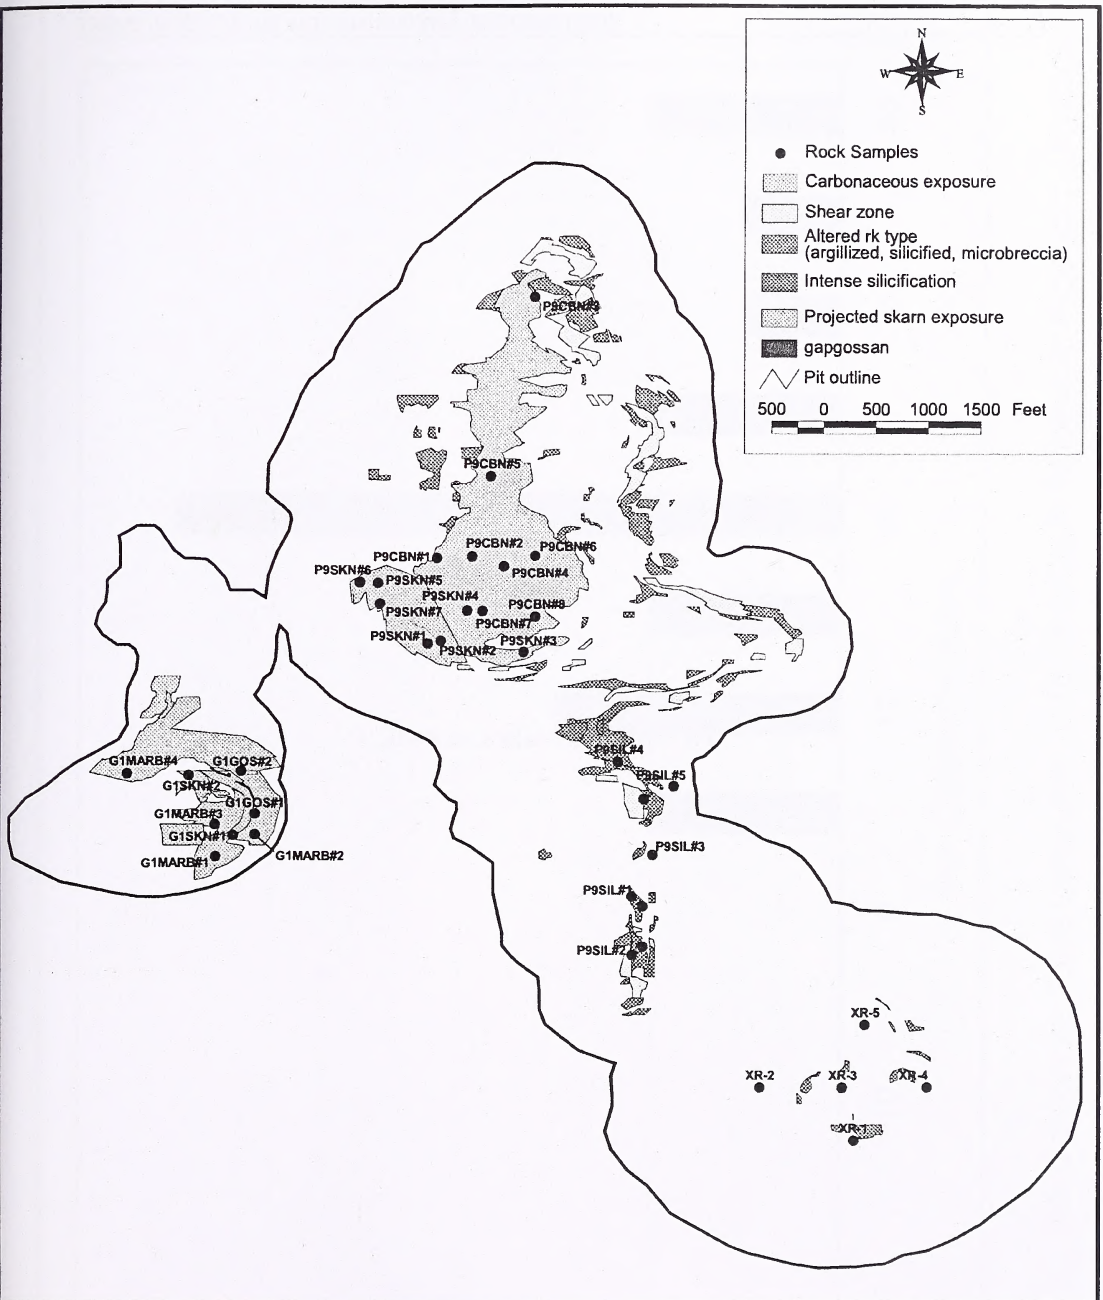 N
W E
S
Rock Samples
Carbonaceous exposure
Shear zone
Altered rk type
(argillized, silicified, microbreccia)
Intense silicification
Projected skarn exposure
gapgossan
Pit outline
500 0 500 1000 1500 Feet
P9CBN#3
P9CBN#5
P9CBN#1
P9CBN#2
P9CBN#6
P9CBN#4
P9SKN#6
P9SKN#5
P9SKN#4
P9SKN#7
P9CBN#8
P9CBN#7
P9SKN#1
P9SKN#2
P9SKN#3
P9SIL#4
P9SIL#5
P9SIL#3
P9SIL#1
P9SIL#2
G1MARB#4
G1GOS#2
G1SKN#2
G1GOS#1
G1MARB#3
G1SKN#1
G1MARB#1
G1MARB#2
XR-5
XR-2
XR-3
XR-4
XR-1